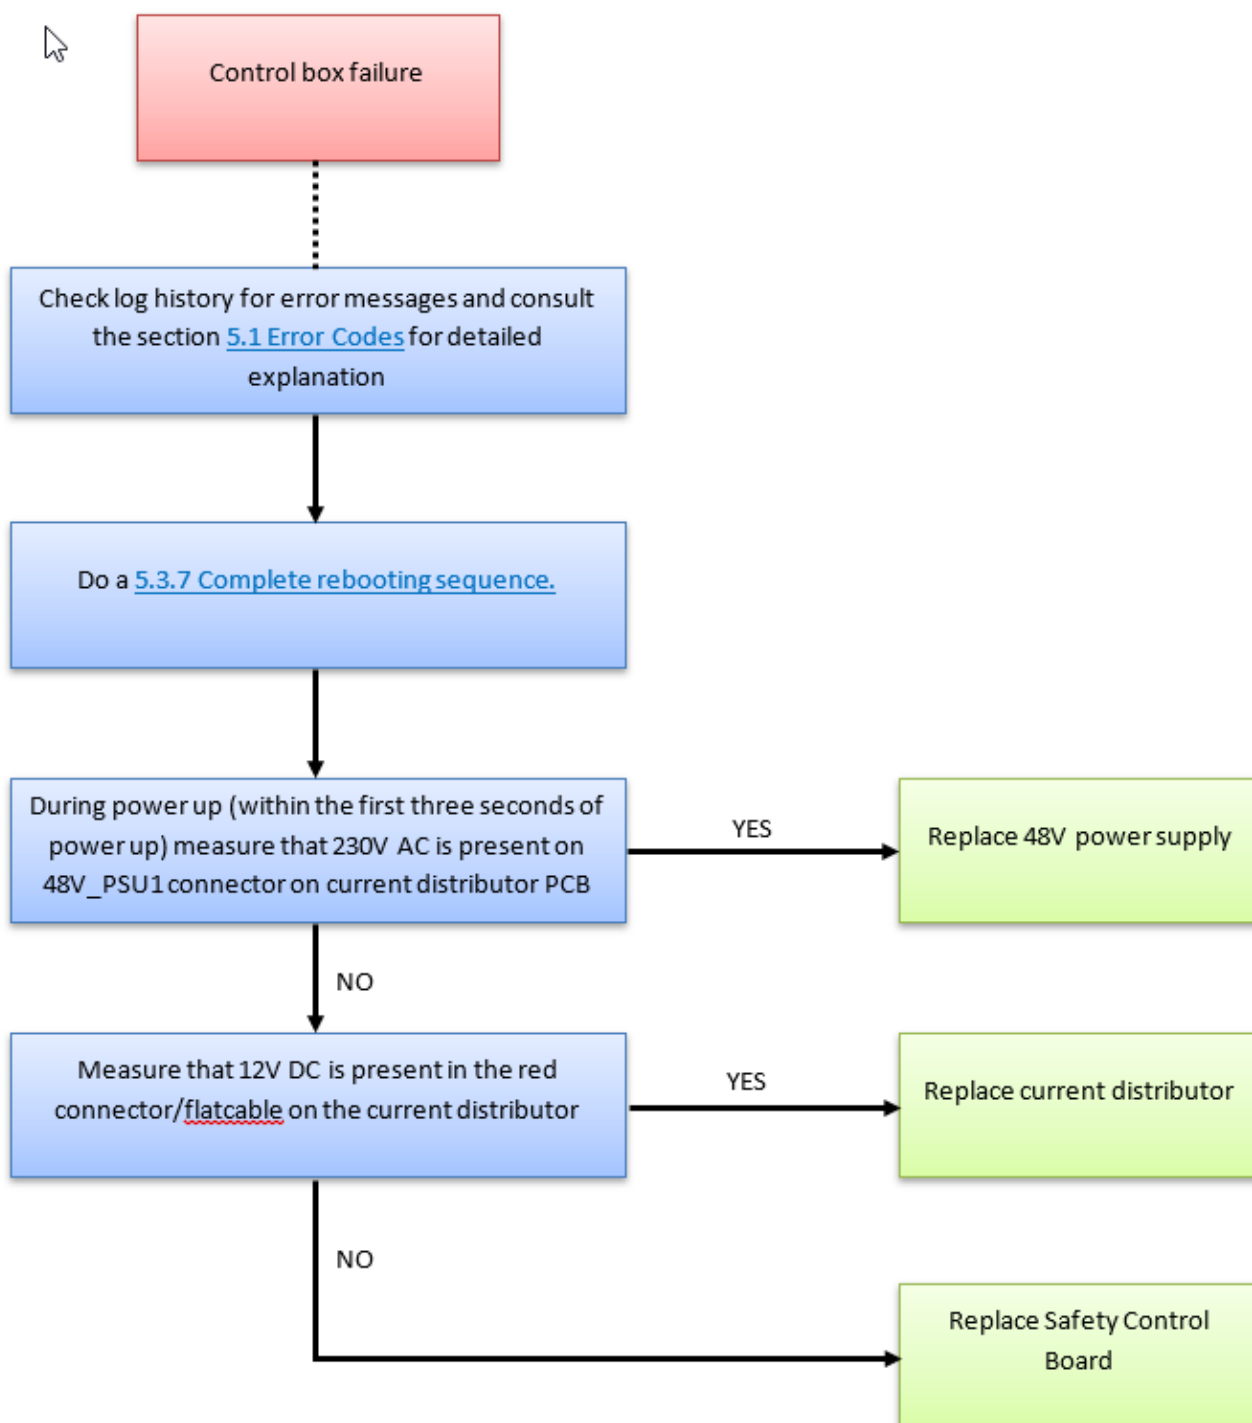 Control box failure
Check log history for error messages and consult
the section 5.1 Error Codes for detailed
explanation
Do a 5.3.7 Complete rebooting sequence.
During power up (within the first three seconds of
power up) measure that 230V AC is present on
48V_PSU1 connector on current distributor PCB
YES
Replace 48V power supply
NO
Measure that 12V DC is present in the red
connector/flatcable on the current distributor
YES
Replace current distributor
NO
Replace Safety Control
Board